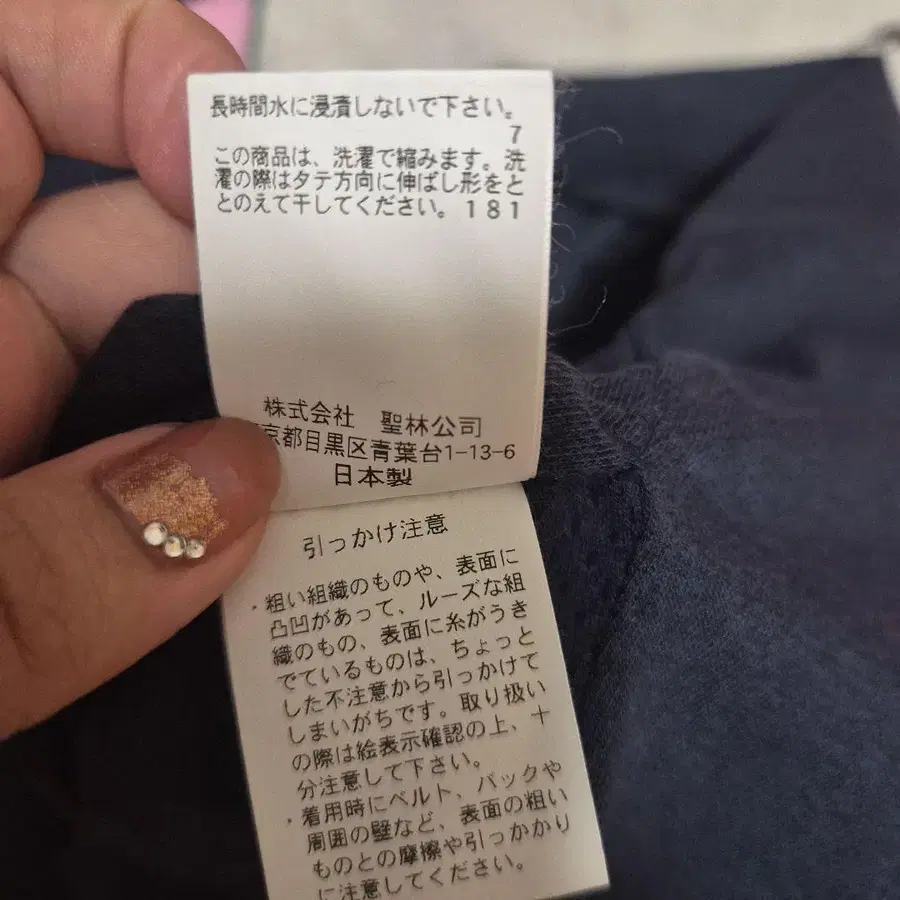 長時間水に浸漬しないで下さい。
7
この商品は、洗濯で縮みます。洗
濯の際はタテ方向に伸ばし形をと
とのえて干してください。181
株式会社 聖林公司
京都目黒区青葉台1-13-6
日本製
引っかけ注意
・粗い組織のものや、表面に
凸凹があって、ルーズな組
織のもの、表面に糸がうき
でているものは、ちょっと
した不注意から引っかけて
しまいがちです。取り扱い
の際は絵表示確認の上、十
分注意して下さい。
・着用時にベルト、バックや
周囲の壁など、表面の粗い
ものとの摩擦や引っかかり
に注意してください。